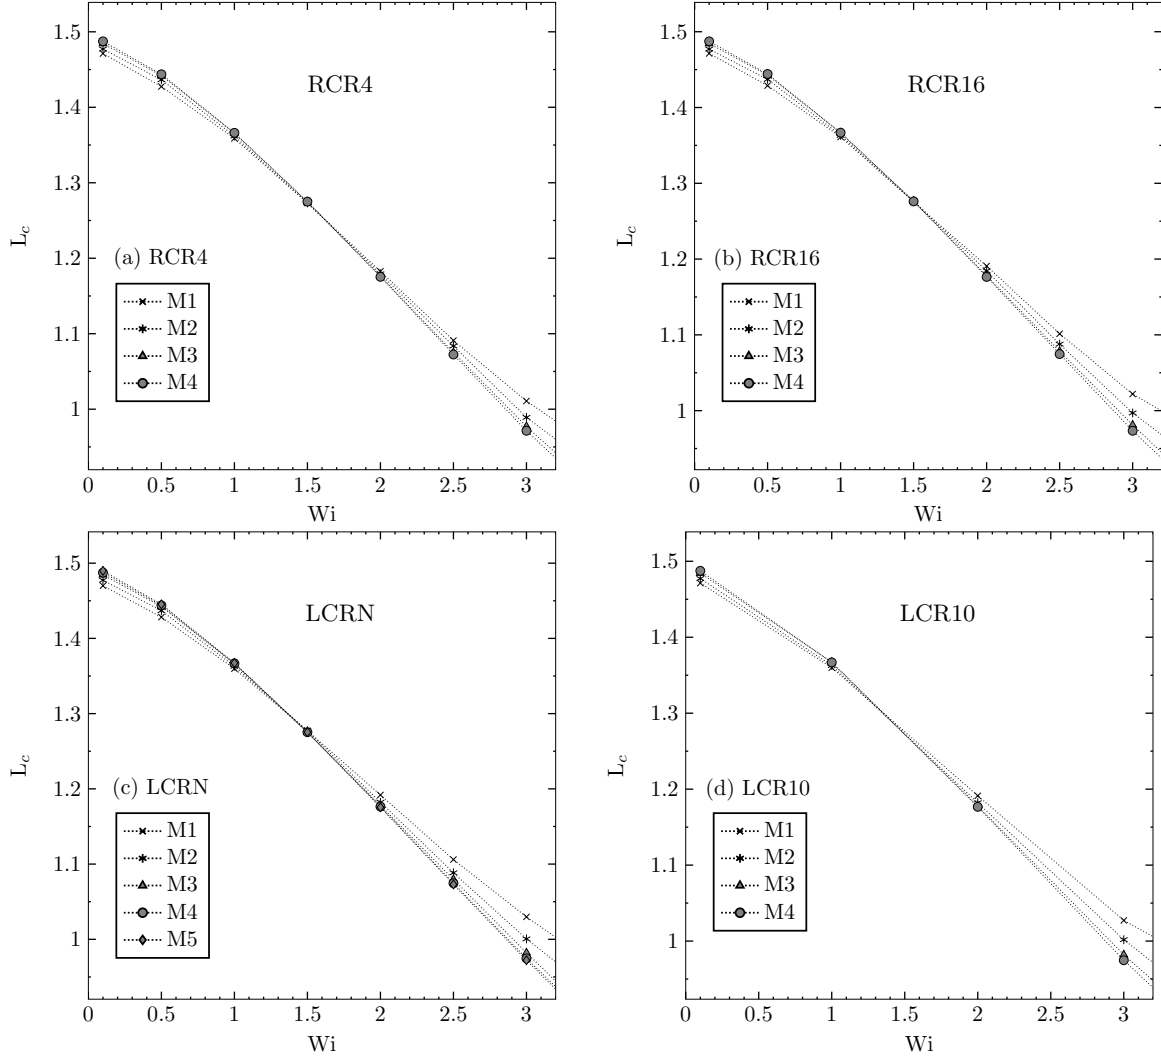 RCR4
L_c
(a) RCR4
M1
M2
M3
M4
1.5
1.4
1.3
1.2
1.1
1
0 0.5 1 1.5 2 2.5 3
Wi
RCR16
L_c
(b) RCR16
M1
M2
M3
M4
1.5
1.4
1.3
1.2
1.1
1
0 0.5 1 1.5 2 2.5 3
Wi
LCRN
L_c
(c) LCRN
M1
M2
M3
M4
M5
1.5
1.4
1.3
1.2
1.1
1
0 0.5 1 1.5 2 2.5 3
Wi
LCR10
L_c
(d) LCR10
M1
M2
M3
M4
1.5
1.4
1.3
1.2
1.1
1
0 0.5 1 1.5 2 2.5 3
Wi